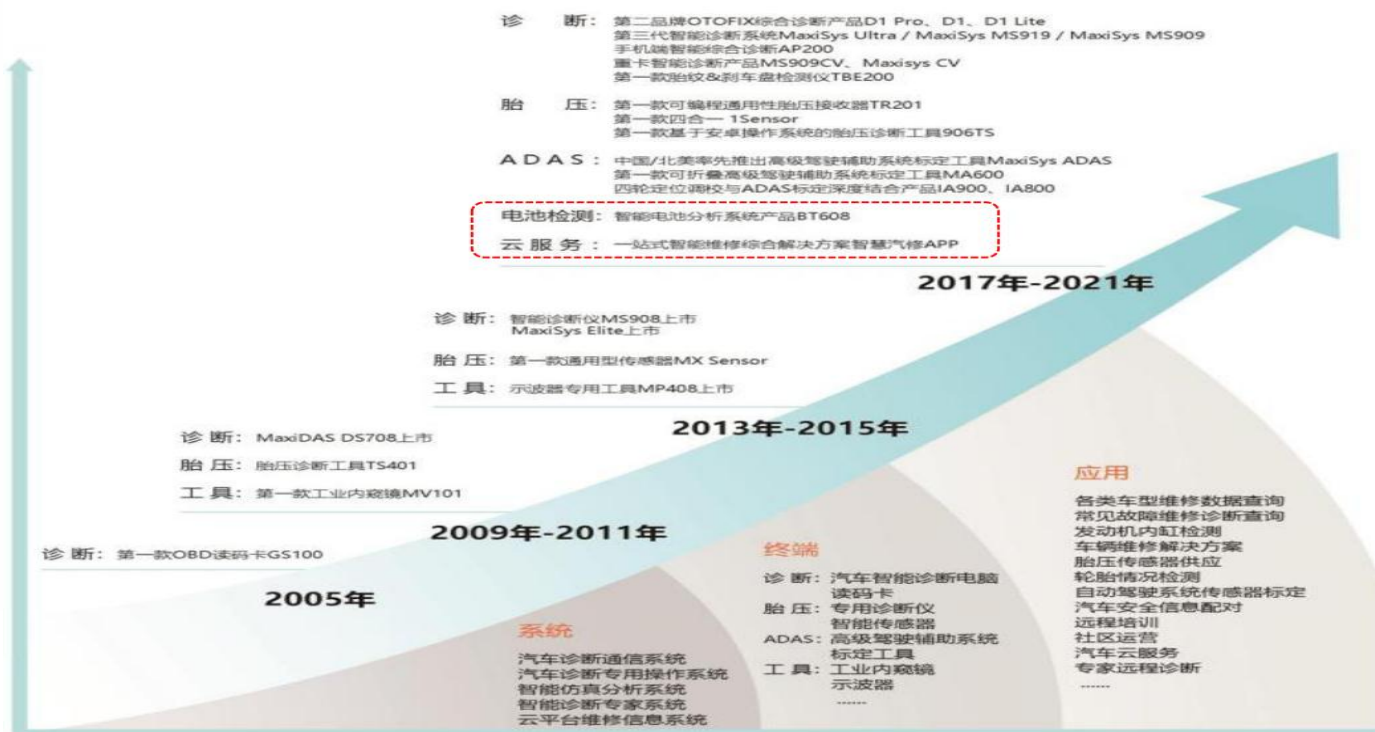 诊 断：第二品牌OTOFIX综合诊断产品D1 Pro、D1、D1 Lite
第三代智能诊断系统MaxiSys Ultra / MaxiSys MS919 / MaxiSys MS909
手机端智能综合诊断AP200
重卡智能诊断产品MS909CV、Maxisys CV
第一款胎纹&刹车盘检测仪TBE200
胎 压：第一款可编程通用性胎压接收器TR201
第一款四合一 1Sensor
第一款基于安卓操作系统的胎压诊断工具906TS
ADAS：中国/北美率先推出高级驾驶辅助系统标定工具MaxiSys ADAS
第一款可折叠高级驾驶辅助系统标定工具MA600
四轮定位调校与ADAS标定深度结合产品IA900、IA800
电池检测：智能电池分析系统产品BT608
云服务：一站式智能维修综合解决方案智慧汽修APP
2017年-2021年
诊断：智能诊断仪MS908上市
MaxiSys Elite上市
胎压：第一款通用型传感器MX Sensor
工具：示波器专用工具MP408上市
2013年-2015年
诊断：MaxiDAS DS708上市
胎压：胎压诊断工具TS401
工具：第一款工业内窥镜MV101
2009年-2011年
诊断：第一款OBD读码卡GS100
2005年
系统
汽车诊断通信系统
汽车诊断专用操作系统
智能仿真分析系统
智能诊断专家系统
云平台维修信息系统
终端
诊断：汽车智能诊断电脑
读码卡
胎压：专用诊断仪
智能传感器
ADAS：高级驾驶辅助系统
标定工具
工具：工业内窥镜
示波器
······
应用
各类车型维修数据查询
常见故障维修诊断查询
发动机内缸检测
车辆维修解决方案
胎压传感器供应
轮胎情况检测
自动驾驶系统传感器标定
汽车安全信息配对
远程培训
社区运营
汽车云服务
专家远程诊断
······